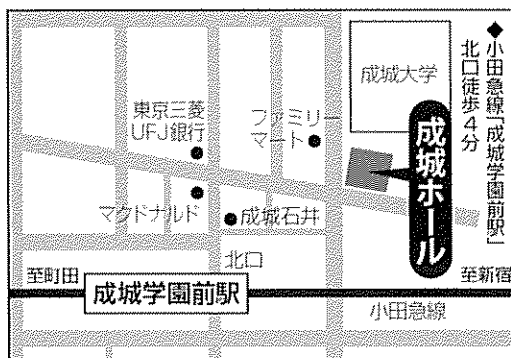 ◆小田急線「成城学園前駅」
北口徒歩4分
成城大学
東京三菱
UFJ銀行
ファミリー
マート
成城ホール
マクドナルド
成城石井
北口
至町田
至新宿
成城学園前駅
小田急線